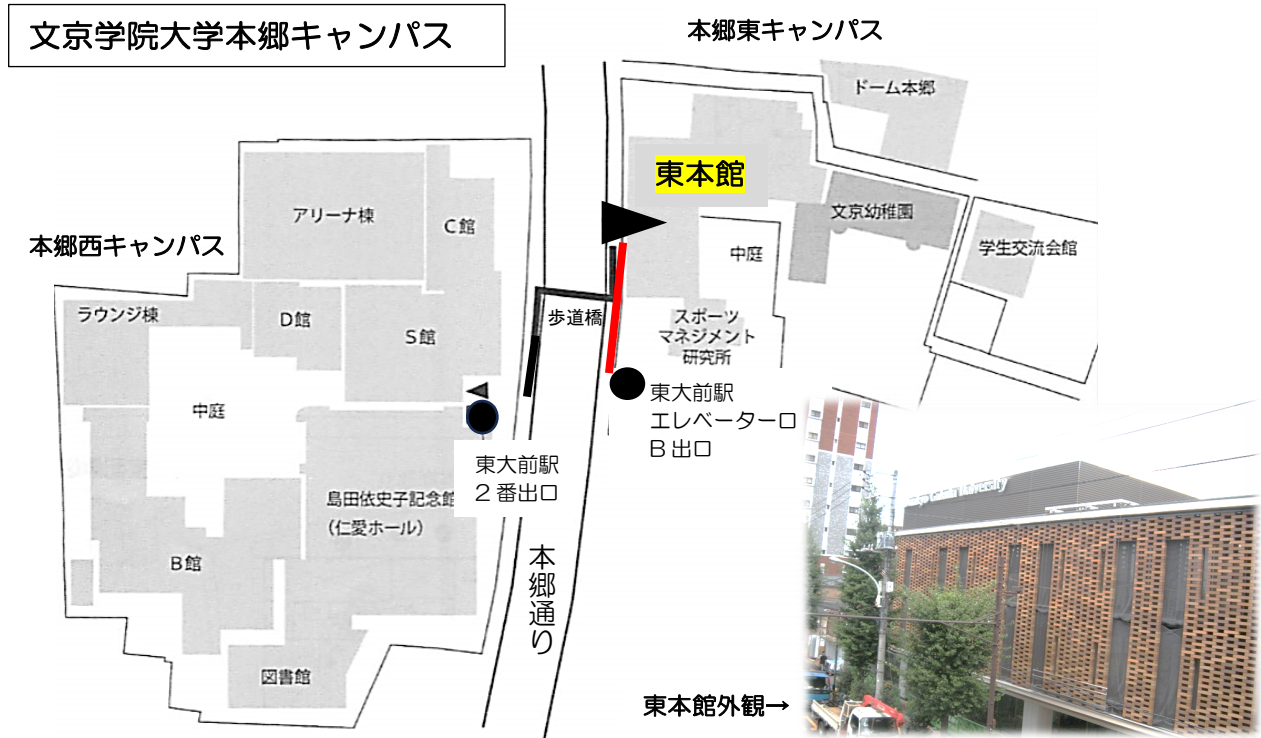 文京学院大学本郷キャンパス
本郷東キャンパス
ドーム本郷
東本館
文京幼稚園
アリーナ棟
C館
本郷西キャンパス
中庭
学生交流会館
ラウンジ棟
D館
S館
歩道橋
スポーツ
マネジメント
研究所
中庭
東大前駅
エレベーター口
B出口
東大前駅
2番出口
島田依史子記念館
(仁愛ホール)
B館
本郷通り
図書館
東本館外観→
University